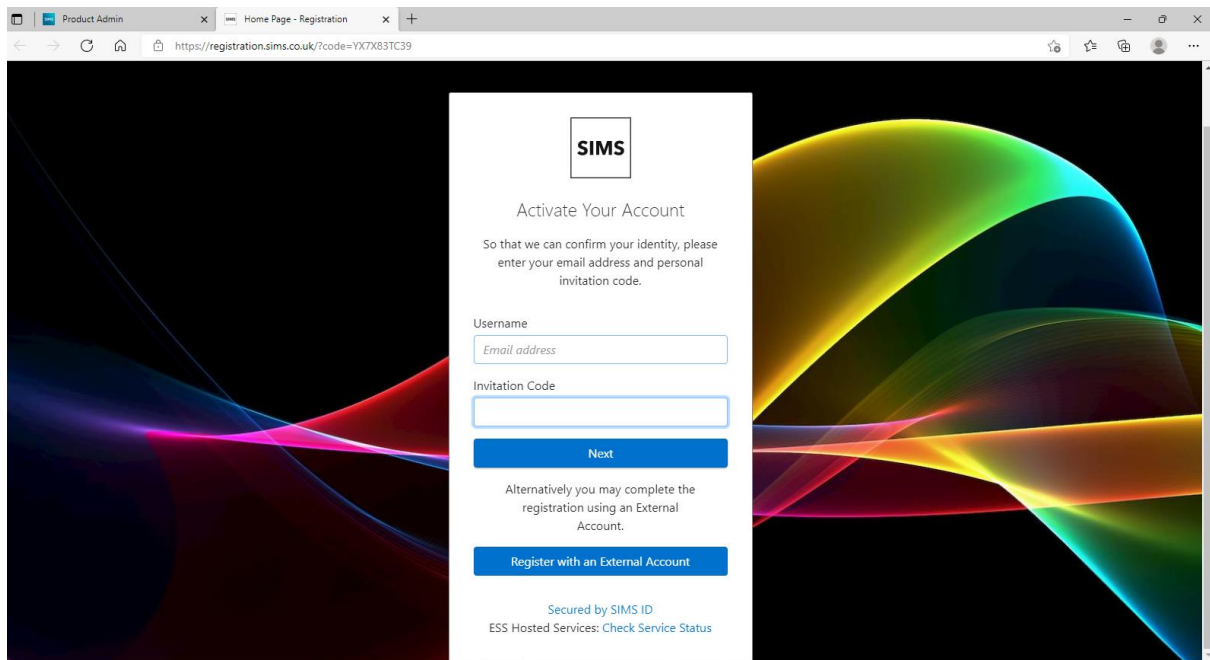 Product Admin
Home Page - Registration
https://registration.sims.co.uk/?code=YX7X83TC39
SIMS
Activate Your Account
So that we can confirm your identity, please
enter your email address and personal
invitation code.
Username
Email address
Invitation Code
Next
Alternatively you may complete the
registration using an External
Account.
Register with an External Account
Secured by SIMS ID
ESS Hosted Services: Check Service Status